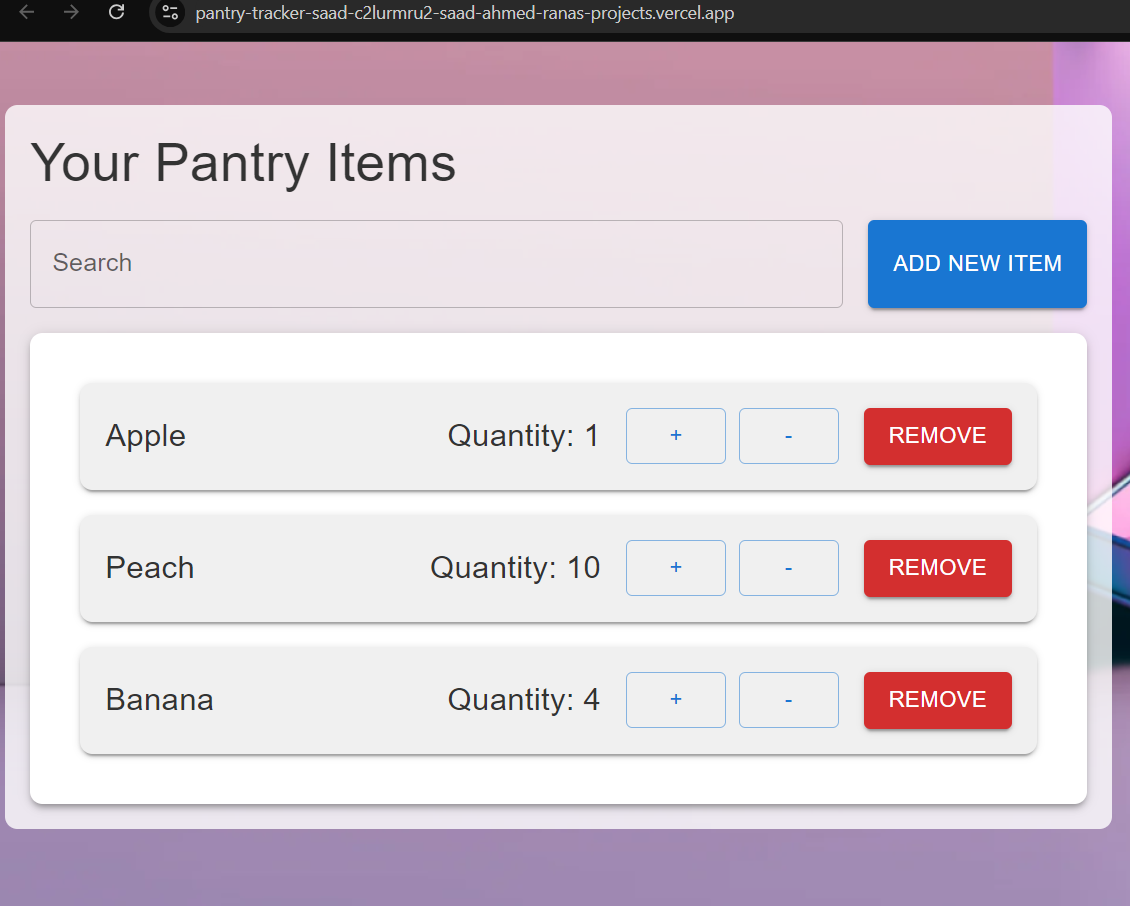 pantry-tracker-saad-c2lurmru2-saad-ahmed-ranas-projects.vercel.app
Your Pantry Items
Search ADD NEW ITEM
Apple Quantity: 1 + - REMOVE
Peach Quantity: 10 + - REMOVE
Banana Quantity: 4 + - REMOVE